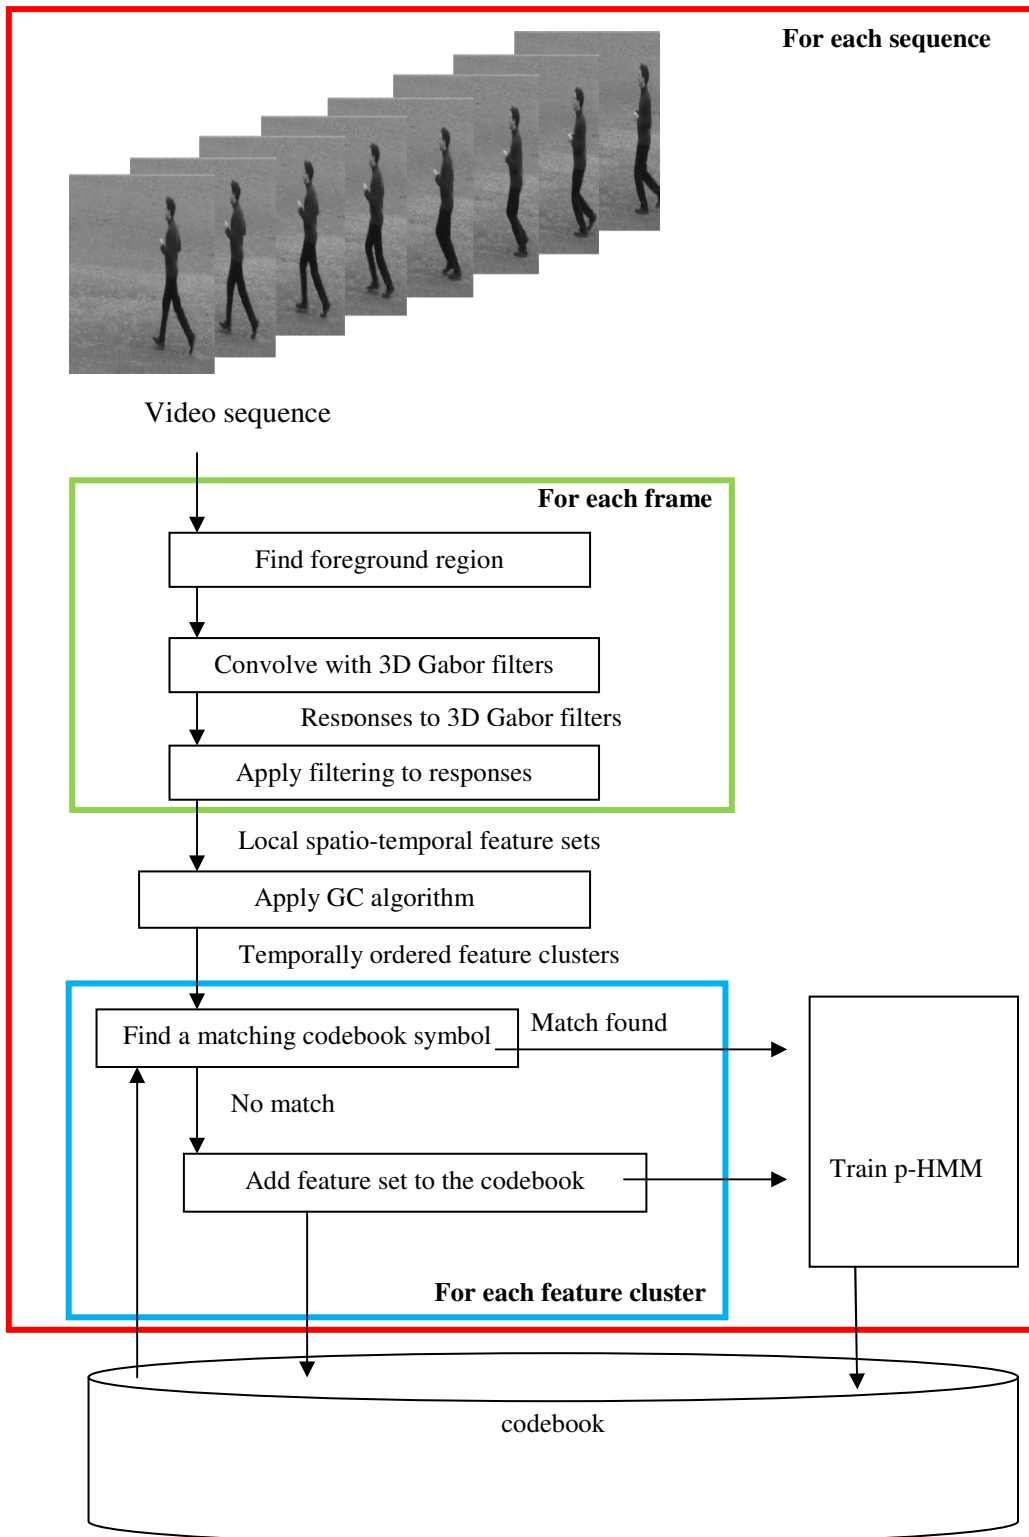 For each sequence
Video sequence
For each frame
Find foreground region
Convolve with 3D Gabor filters
Responses to 3D Gabor filters
Apply filtering to responses
Local spatio-temporal feature sets
Apply GC algorithm
Temporally ordered feature clusters
Find a matching codebook symbol
Match found
No match
Add feature set to the codebook
Train p-HMM
For each feature cluster
codebook